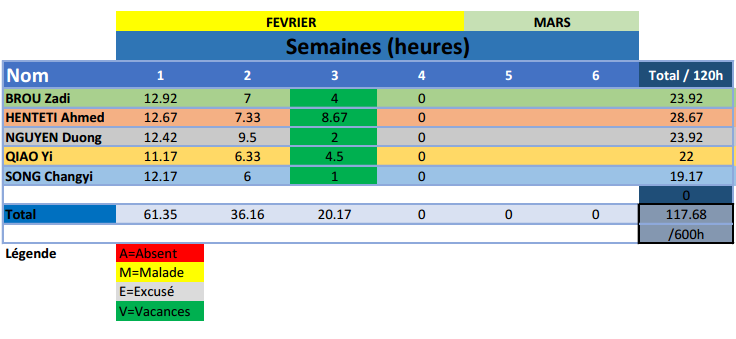 FEVRIER MARS
Semaines (heures)
Nom 1 2 3 4 5 6 Total / 120h
BROU Zadi 12.92 7 4 0 23.92
HENTETI Ahmed 12.67 7.33 8.67 0 28.67
NGUYEN Duong 12.42 9.5 2 0 23.92
QIAO Yi 11.17 6.33 4.5 0 22
SONG Changyi 12.17 6 1 0 19.17
0
Total 61.35 36.16 20.17 0 0 0 117.68
/600h
Légende A=Absent
M=Malade
E=Excusé
V=Vacances